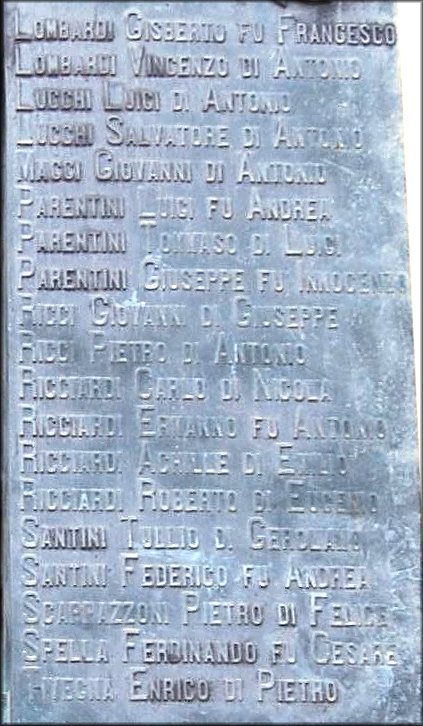 LOMBARDI GISBERTO FU FRANCESCO
LOMBARDI VINCENZO DI ANTONIO
LUCCHI LUIGI DI ANTONIO
LUCCHI SALVATORE DI ANTONIO
MAGGI GIOVANNI DI ANTONIO
PARENTINI LUIGI FU ANDREA
PARENTINI TOMMASO DI LUIGI
PARENTINI GIUSEPPE FU INNOCENZO
RICCI GIOVANNI DI GIUSEPPE
RICCI PIETRO DI ANTONIO
RICCIARDI CARLO DI NICOLA
RICCIARDI ERMANNO FU ANTONIO
RICCIARDI ACHILLE DI EMILIO
RICCIARDI ROBERTO DI EUGENIO
SANTINI TULLIO DI GEROLAMO
SANTINI FEDERICO FU ANDREA
SCARPAZZONI PIETRO DI FELICE
SPELLA FERDINANDO FU CESARE
ENRICO DI PIETRO